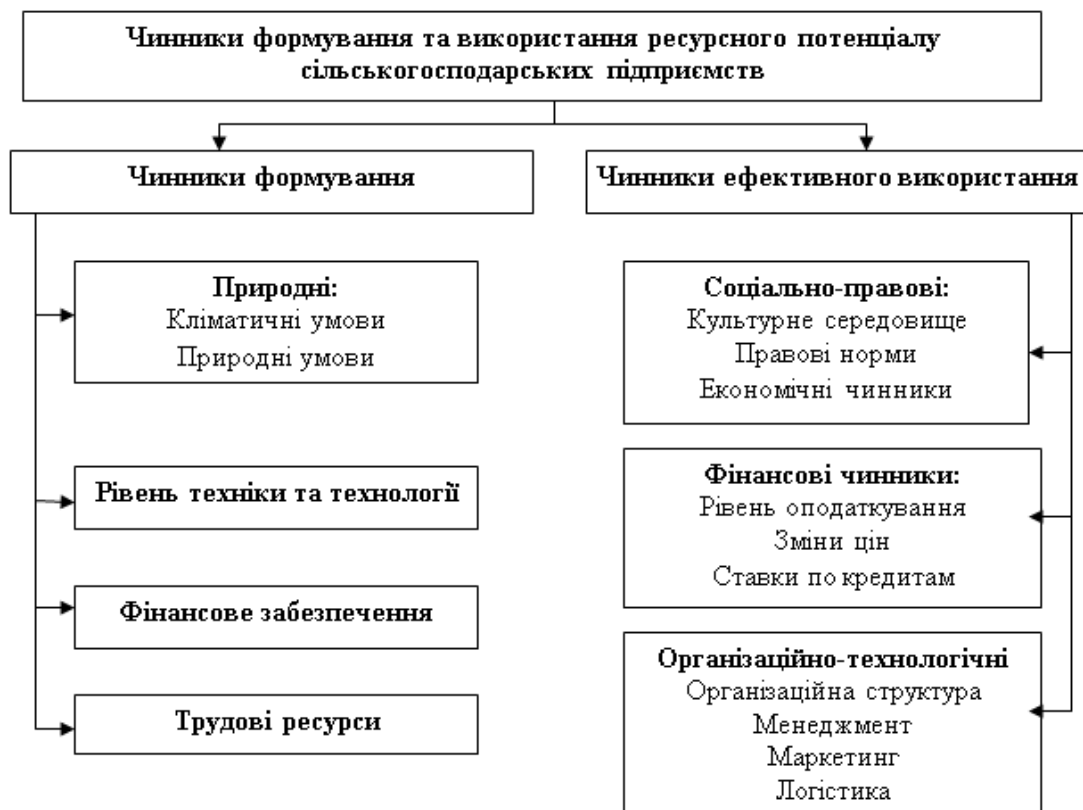 Чинники формування та використання ресурсного потенціалу
сільськогосподарських підприємств
Чинники формування
Чинники ефективного використання
Природні:
Кліматичні умови
Природні умови
Рівень техніки та технології
Фінансове забезпечення
Трудові ресурси
Соціально-правові:
Культурне середовище
Правові норми
Економічні чинники
Фінансові чинники:
Рівень оподаткування
Зміни цін
Ставки по кредитам
Організаційно-технологічні
Організаційна структура
Менеджмент
Маркетинг
Логістика